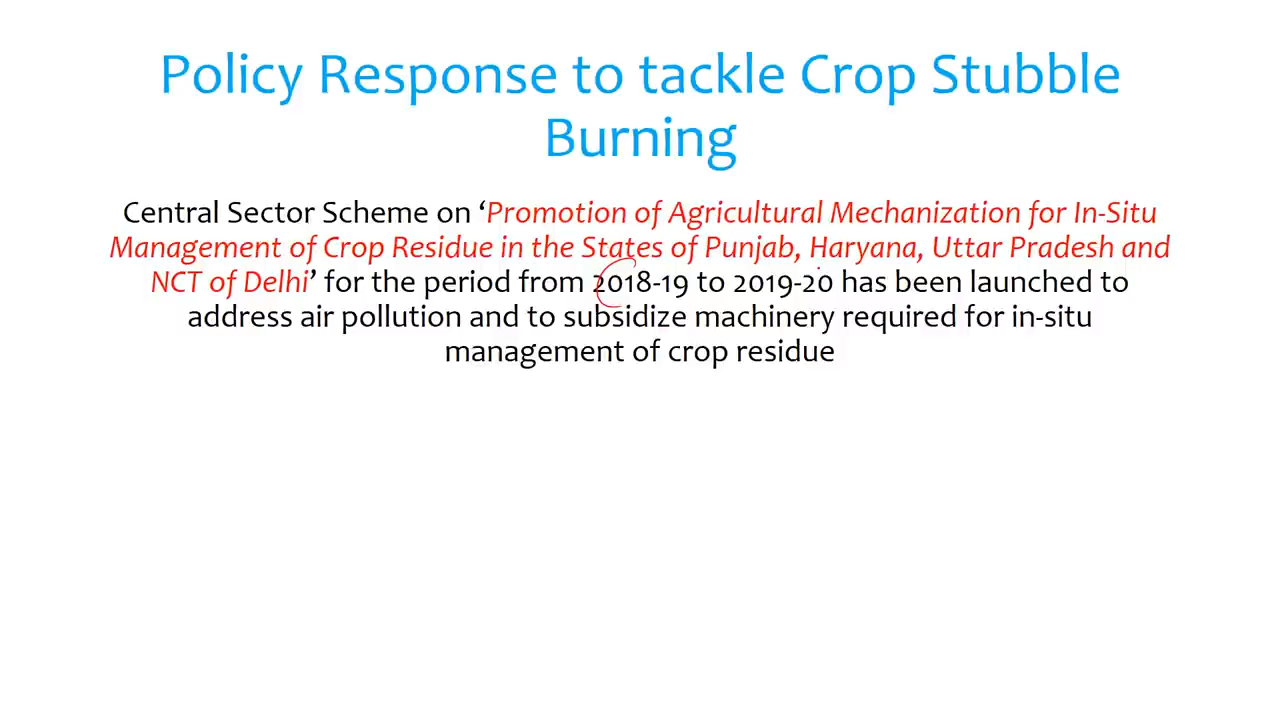 Policy Response to tackle Crop Stubble
Burning
Central Sector Scheme on ‘Promotion of Agricultural Mechanization for In-Situ
Management of Crop Residue in the States of Punjab, Haryana, Uttar Pradesh and
NCT of Delhi’ for the period from 2018-19 to 2019-20 has been launched to
address air pollution and to subsidize machinery required for in-situ
management of crop residue